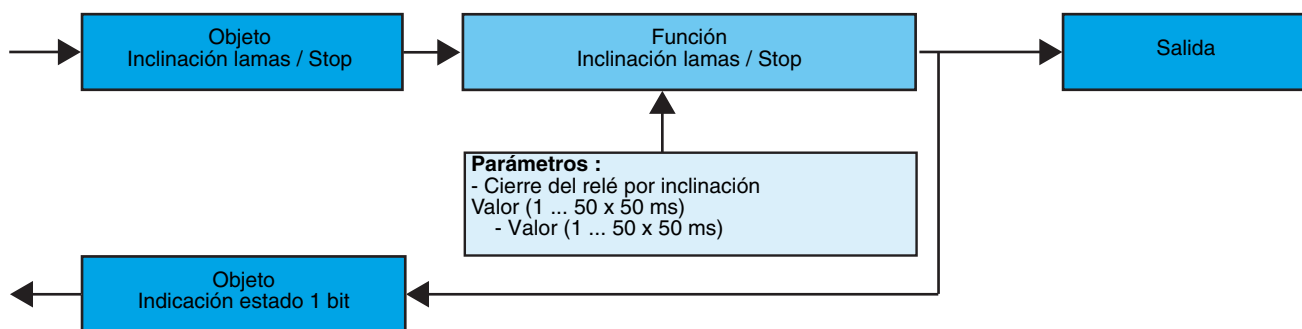 Objeto
Inclinación lamas / Stop
Función
Inclinación lamas / Stop
Salida
Parámetros :
- Cierre del relé por inclinación
Valor (1 ... 50 x 50 ms)
- Valor (1 ... 50 x 50 ms)
Objeto
Indicación estado 1 bit